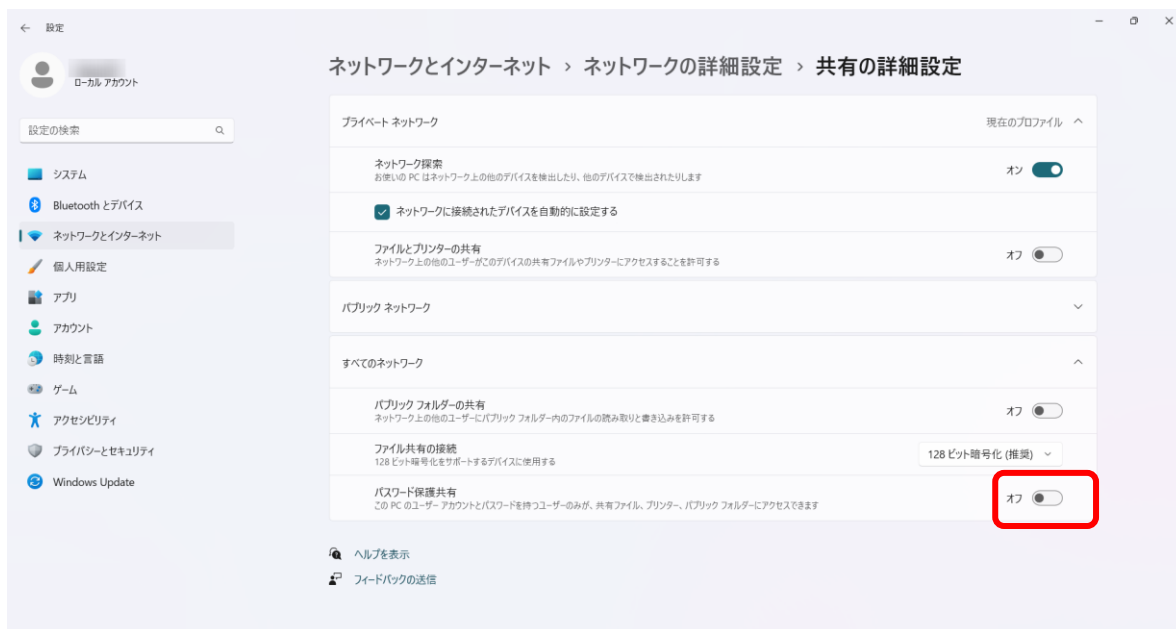 設定
ローカル アカウント
設定の検索
システム
Bluetooth とデバイス
ネットワークとインターネット
個人用設定
アプリ
アカウント
時刻と言語
ゲーム
アクセシビリティ
プライバシーとセキュリティ
Windows Update
ネットワークとインターネット › ネットワークの詳細設定 › 共有の詳細設定
プライベート ネットワーク 現在のプロファイル
ネットワーク探索
お使いの PC はネットワーク上の他のデバイスを検出したり、他のデバイスで検出されたりします
オン
ネットワークに接続されたデバイスを自動的に設定する
ファイルとプリンターの共有
ネットワーク上の他のユーザーがこのデバイスの共有ファイルやプリンターにアクセスすることを許可する
オフ
パブリック ネットワーク
すべてのネットワーク
パブリック フォルダーの共有
ネットワーク上の他のユーザーにパブリック フォルダー内のファイルの読み取りと書き込みを許可する
オフ
ファイル共有の接続
128 ビット暗号化をサポートするデバイスに使用する
128 ビット暗号化 (推奨)
パスワード保護共有
この PC のユーザー アカウントとパスワードを持つユーザーのみが、共有ファイル、プリンター、パブリック フォルダーにアクセスできます
オフ
ヘルプを表示
フィードバックの送信